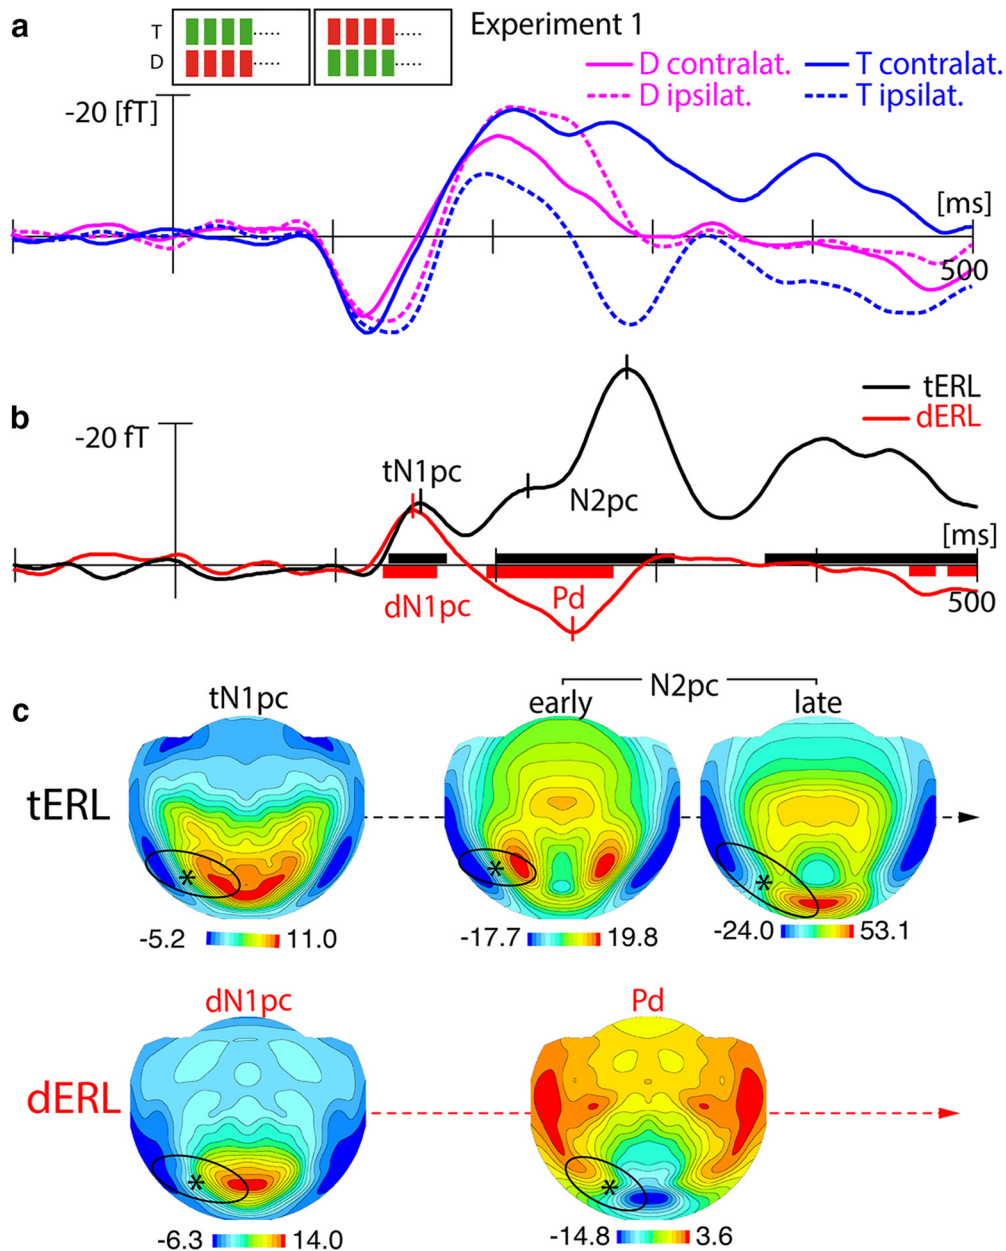 a
T
D
Experiment 1
D contralat.
T contralat.
D ipsilat.
T ipsilat.
-20 [fT]
[ms]
500
b
tERL
dERL
-20 fT
tN1pc
N2pc
[ms]
dN1pc
Pd
500
c
tN1pc
N2pc
early
late
tERL
*
*
*
-5.2
11.0
-17.7
19.8
-24.0
53.1
dN1pc
Pd
dERL
*
*
-6.3
14.0
-14.8
3.6